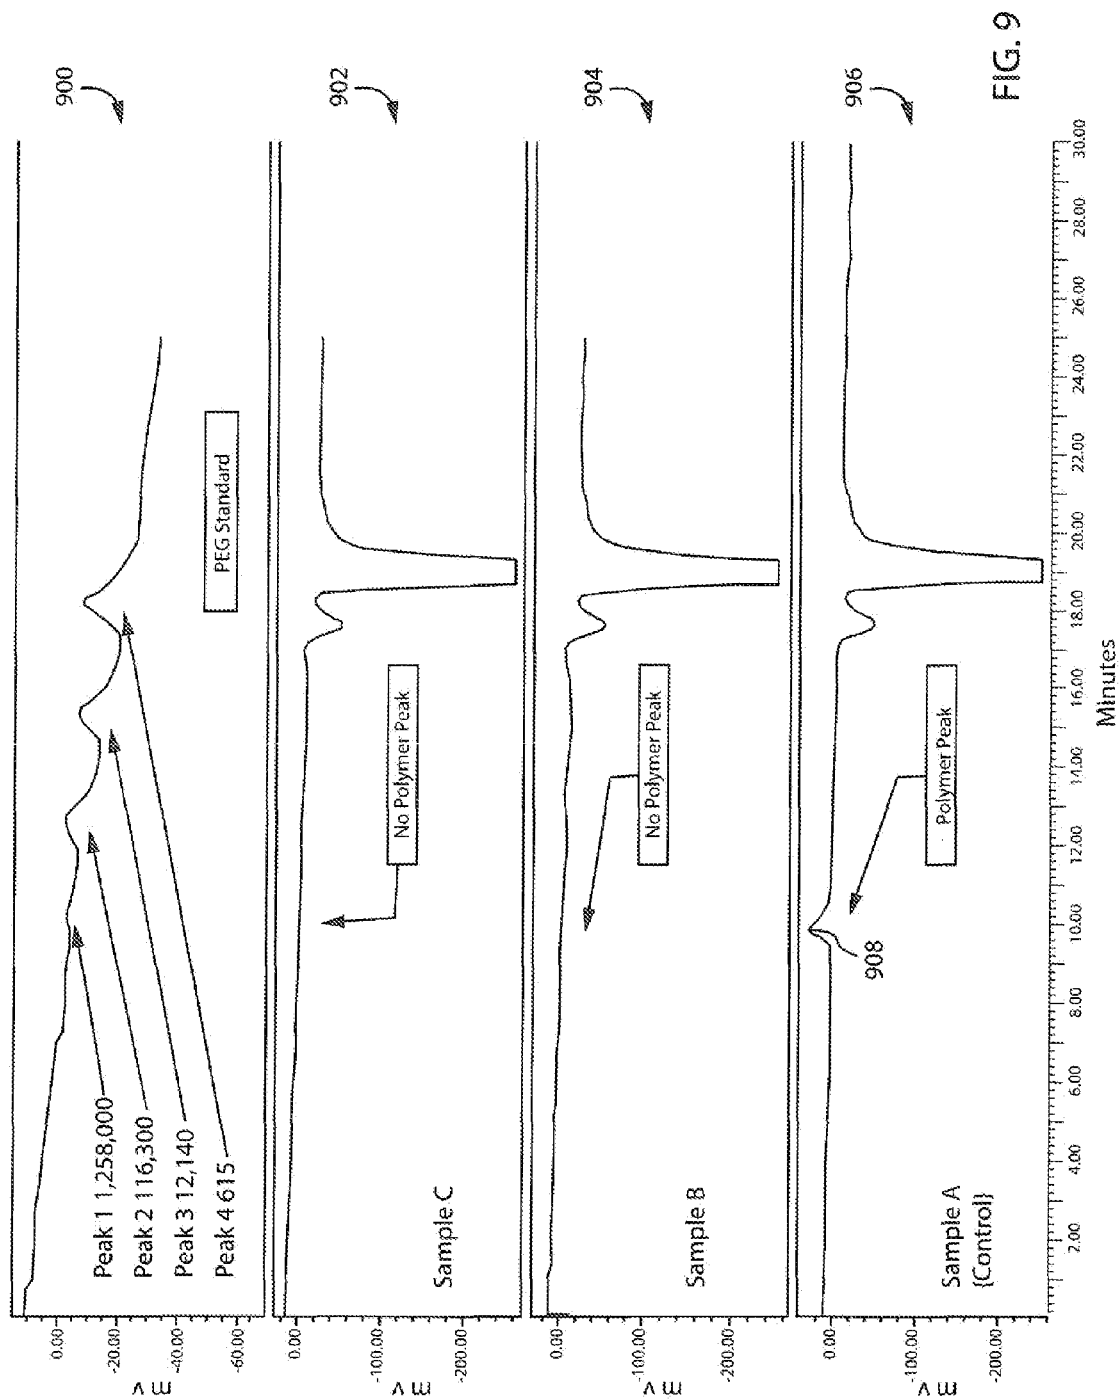 900
0.00
-20.00
-40.00
-60.00
mv
Peak 1 1,258,000
Peak 2 116,300
Peak 3 12,140
Peak 4 615
PEG Standard
902
0.00
-100.00
-200.00
mv
Sample C
No Polymer Peak
904
0.00
-100.00
-200.00
mv
Sample B
No Polymer Peak
906
0.00
-100.00
-200.00
mv
Sample A
{Control}
908
Polymer Peak
2.00 4.00 6.00 8.00 10.00 12.00 14.00 16.00 18.00 20.00 22.00 24.00 26.00 28.00 30.00
Minutes
FIG. 9